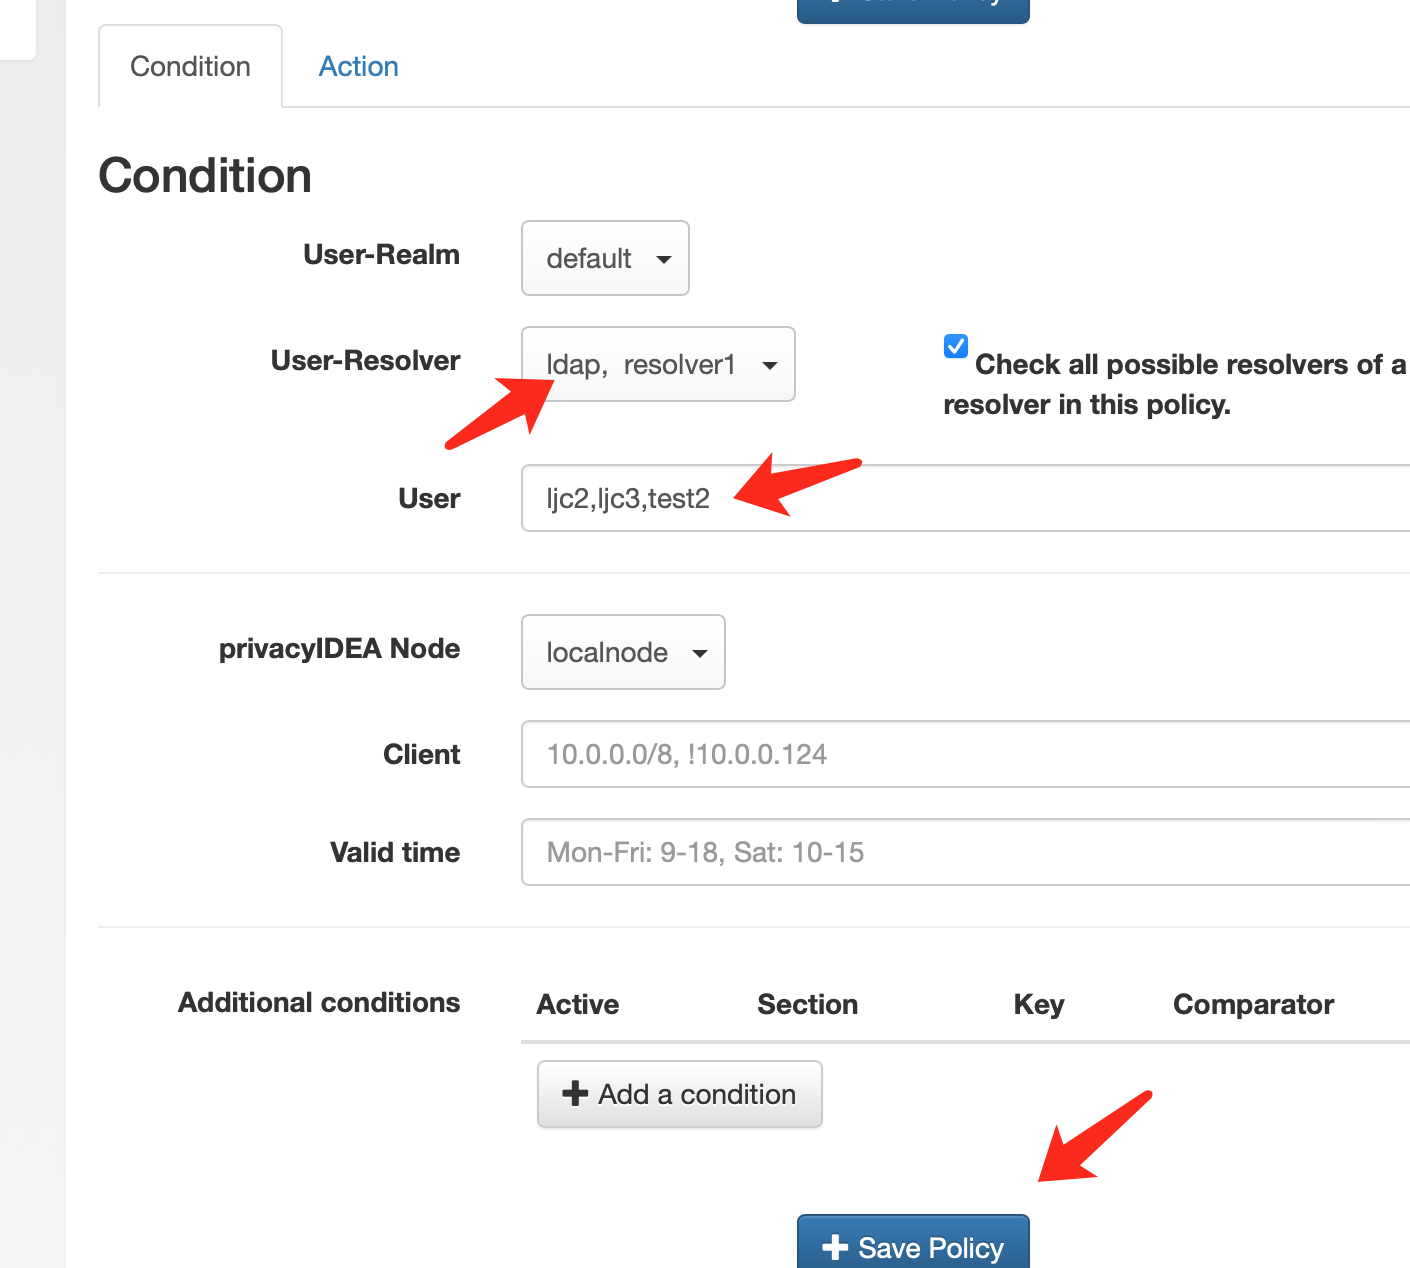 Condition
Action
Condition
User-Realm
default
User-Resolver
ldap, resolver1
Check all possible resolvers of a
resolver in this policy.
User
ljc2,ljc3,test2
privacyIDEA Node
localnode
Client
10.0.0.0/8, !10.0.0.124
Valid time
Mon-Fri: 9-18, Sat: 10-15
Additional conditions
Active Section Key Comparator
Add a condition
Save Policy